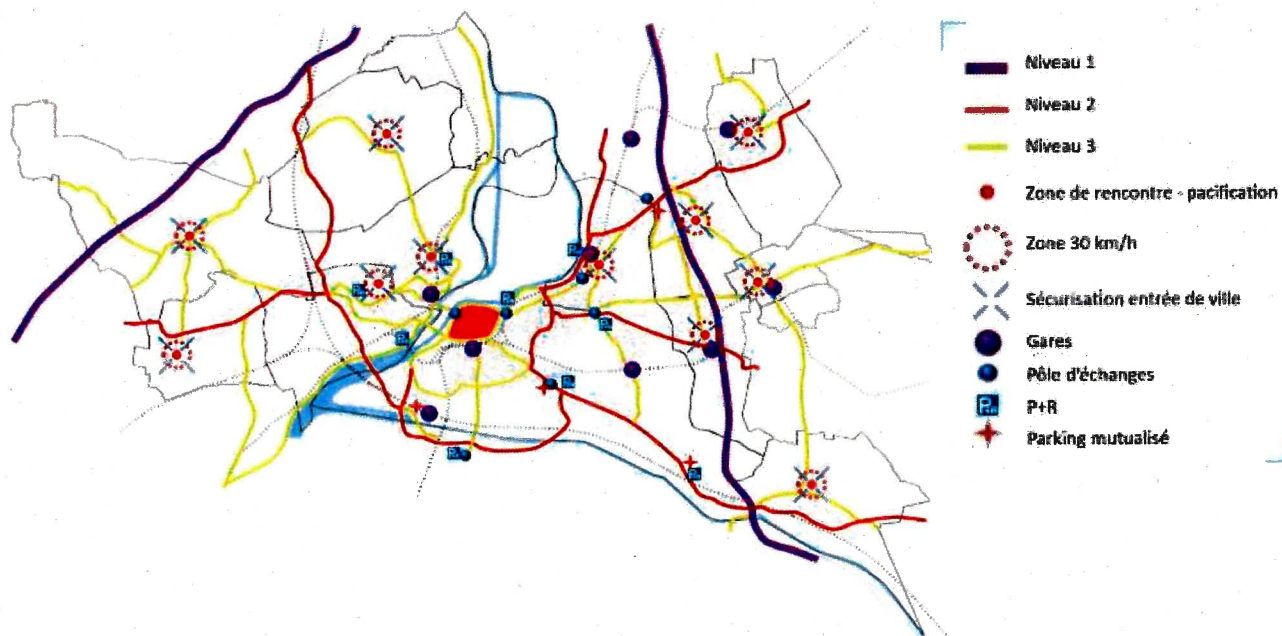 Niveau 1
Niveau 2
Niveau 3
Zone de rencontre - pacification
Zone 30 km/h
Sécurisation entrée de ville
Gares
Pôle d'échanges
P+R
Parking mutualisé